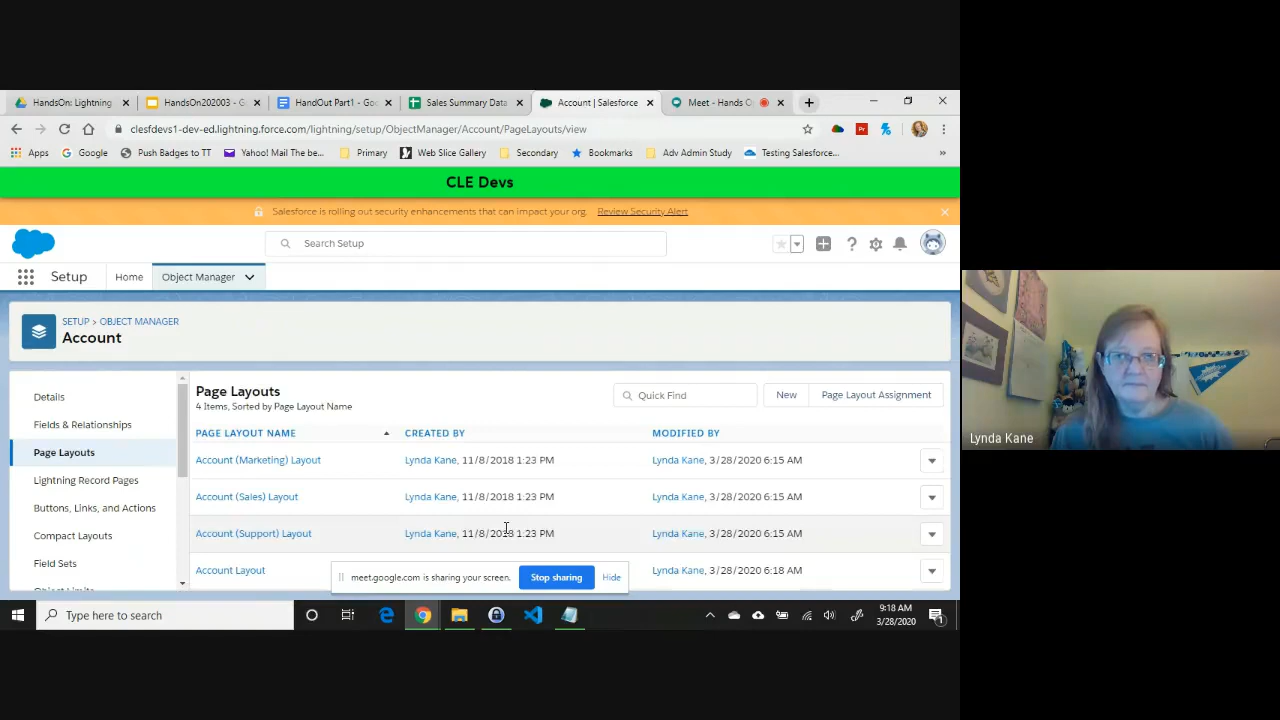 HandsOn: Lightning
HandsOn202003 - G
HandOut Part1 - Goo
Sales Summary Data
Account | Salesforce
Meet - Hands O
clesfdevs1-dev-ed.lightning.force.com/lightning/setup/ObjectManager/Account/PageLayouts/view
Apps
Google
Push Badges to TT
Yahoo! Mail The be...
Primary
Web Slice Gallery
Secondary
Bookmarks
Adv Admin Study
Testing Salesforce...
»
CLE Devs
Salesforce is rolling out security enhancements that can impact your org. Review Security Alert
Search Setup
Setup
Home
Object Manager
SETUP > OBJECT MANAGER
Account
Details
Fields & Relationships
Page Layouts
Lightning Record Pages
Buttons, Links, and Actions
Compact Layouts
Field Sets
Object Limits
Page Layouts
4 Items, Sorted by Page Layout Name
Quick Find
New
Page Layout Assignment
PAGE LAYOUT NAME CREATED BY MODIFIED BY
Account (Marketing) Layout Lynda Kane, 11/8/2018 1:23 PM Lynda Kane, 3/28/2020 6:15 AM
Account (Sales) Layout Lynda Kane, 11/8/2018 1:23 PM Lynda Kane, 3/28/2020 6:15 AM
Account (Support) Layout Lynda Kane, 11/8/2018 1:23 PM Lynda Kane, 3/28/2020 6:15 AM
Account Layout Lynda Kane, 3/28/2020 6:18 AM
meet.google.com is sharing your screen.
Stop sharing
Hide
Type here to search
9:18 AM
3/28/2020
1
Lynda Kane